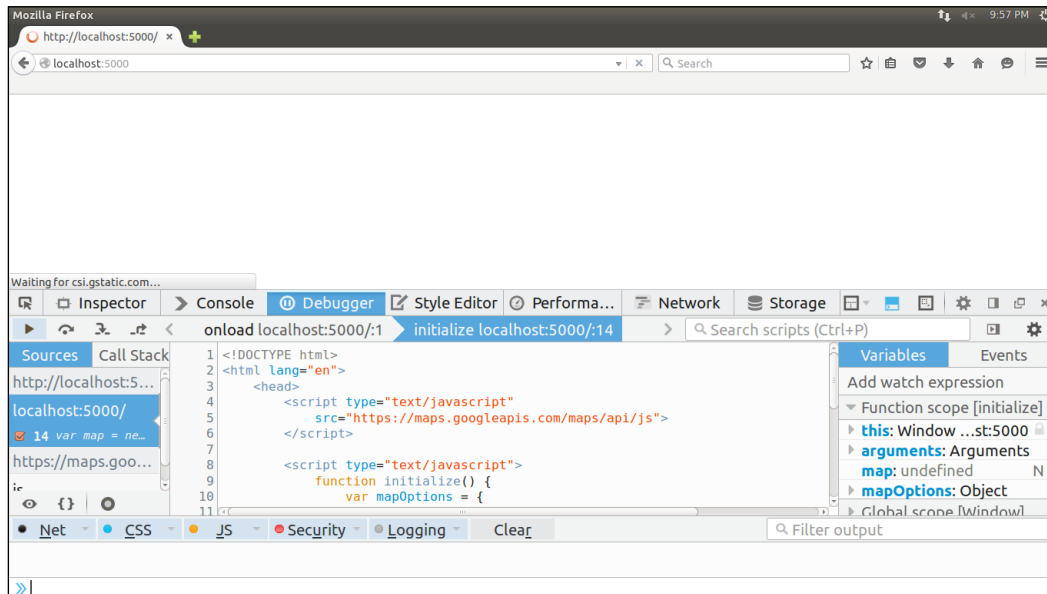 Mozilla Firefox 9:57 PM
http://localhost:5000/ ×
localhost:5000 Search
Waiting for csi.gstatic.com...
Inspector Console Debugger Style Editor Performa... Network Storage
onload localhost:5000/:1 initialize localhost:5000/:14 Search scripts (Ctrl+P)
Sources Call Stack Variables Events
http://localhost:5...
localhost:5000/
14 var map = ne...
https://maps.goo...
js
1 <!DOCTYPE html>
2 <html lang="en">
3 <head>
4 <script type="text/javascript"
5 src="https://maps.googleapis.com/maps/api/js">
6 </script>
7
8 <script type="text/javascript">
9 function initialize() {
10 var mapOptions = {
11
Add watch expression
Function scope [initialize]
this: Window ...st:5000
arguments: Arguments
map: undefined N
mapOptions: Object
Global scope [Window]
{}
Net CSS JS Security Logging Clear Filter output
»